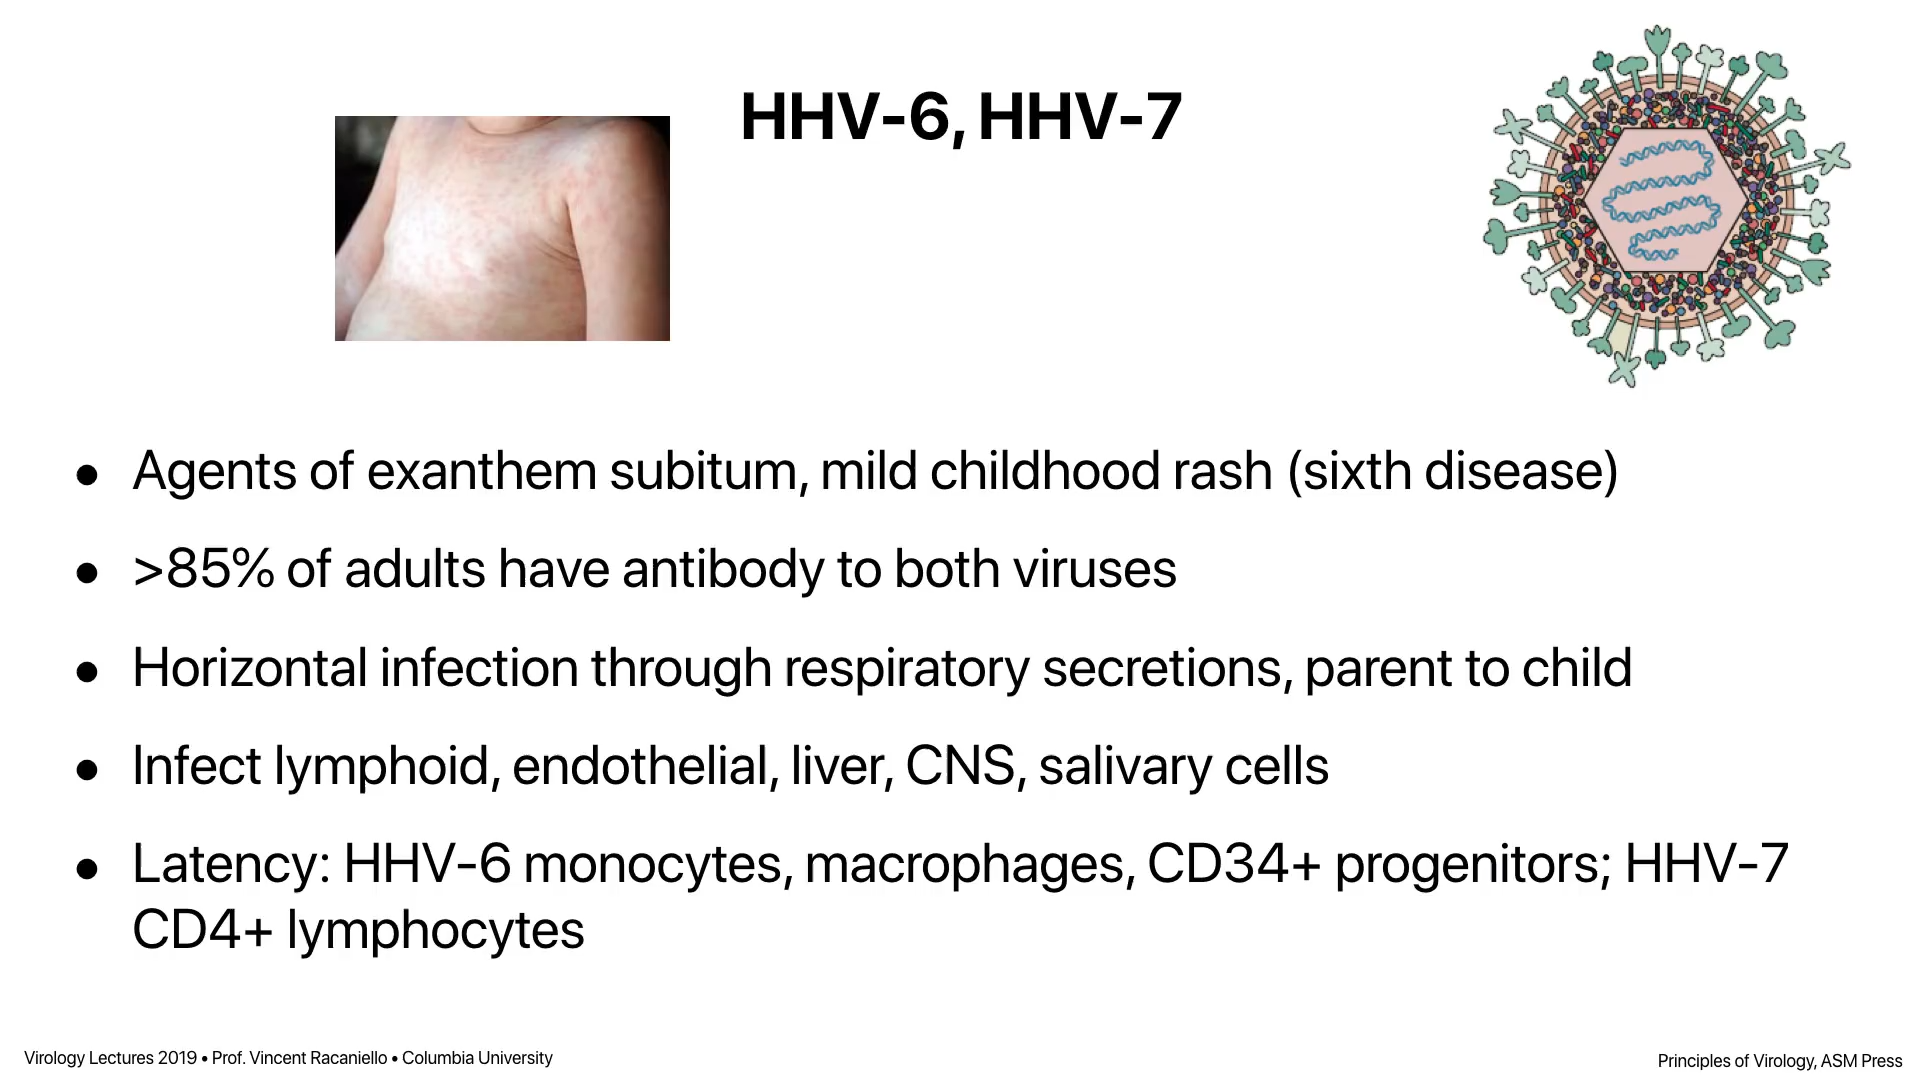 HHV-6, HHV-7
• Agents of exanthem subitum, mild childhood rash (sixth disease)
• >85% of adults have antibody to both viruses
• Horizontal infection through respiratory secretions, parent to child
• Infect lymphoid, endothelial, liver, CNS, salivary cells
• Latency: HHV-6 monocytes, macrophages, CD34+ progenitors; HHV-7
CD4+ lymphocytes
Virology Lectures 2019 • Prof. Vincent Racaniello • Columbia University
Principles of Virology, ASM Press